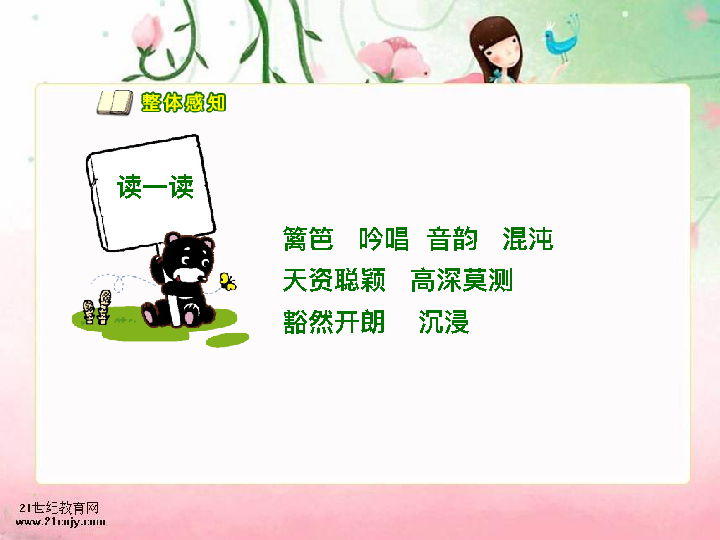 整体感知
读一读
篱笆 吟唱 音韵 混沌
天资聪颖 高深莫测
豁然开朗 沉浸
21世纪教育网
www.21cnjy.com